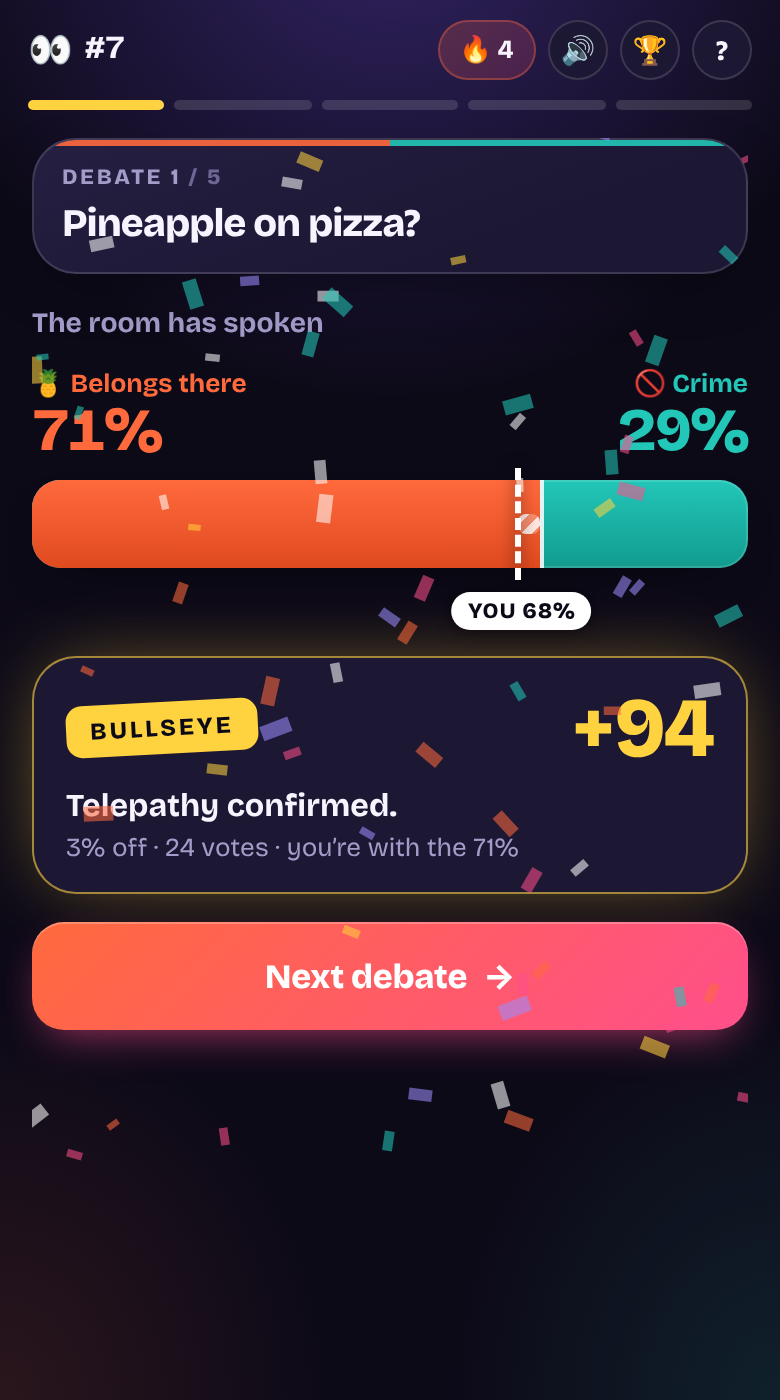 👀 #7
🔥 4
?
DEBATE 1 / 5
Pineapple on pizza?
The room has spoken
🍍 Belongs there
71%
🚫 Crime
29%
YOU 68%
BULLSEYE
+94
Telepathy confirmed.
3% off · 24 votes · you're with the 71%
Next debate →